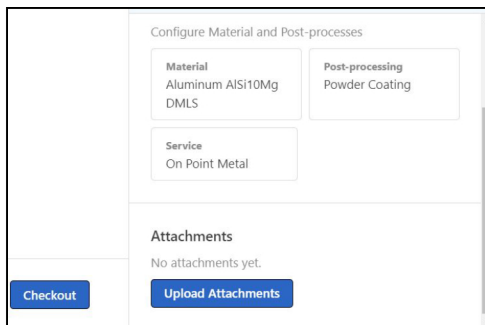 Configure Material and Post-processes
Material
Aluminum AlSi10Mg
DMLS
Post-processing
Powder Coating
Service
On Point Metal
Attachments
No attachments yet.
Checkout
Upload Attachments